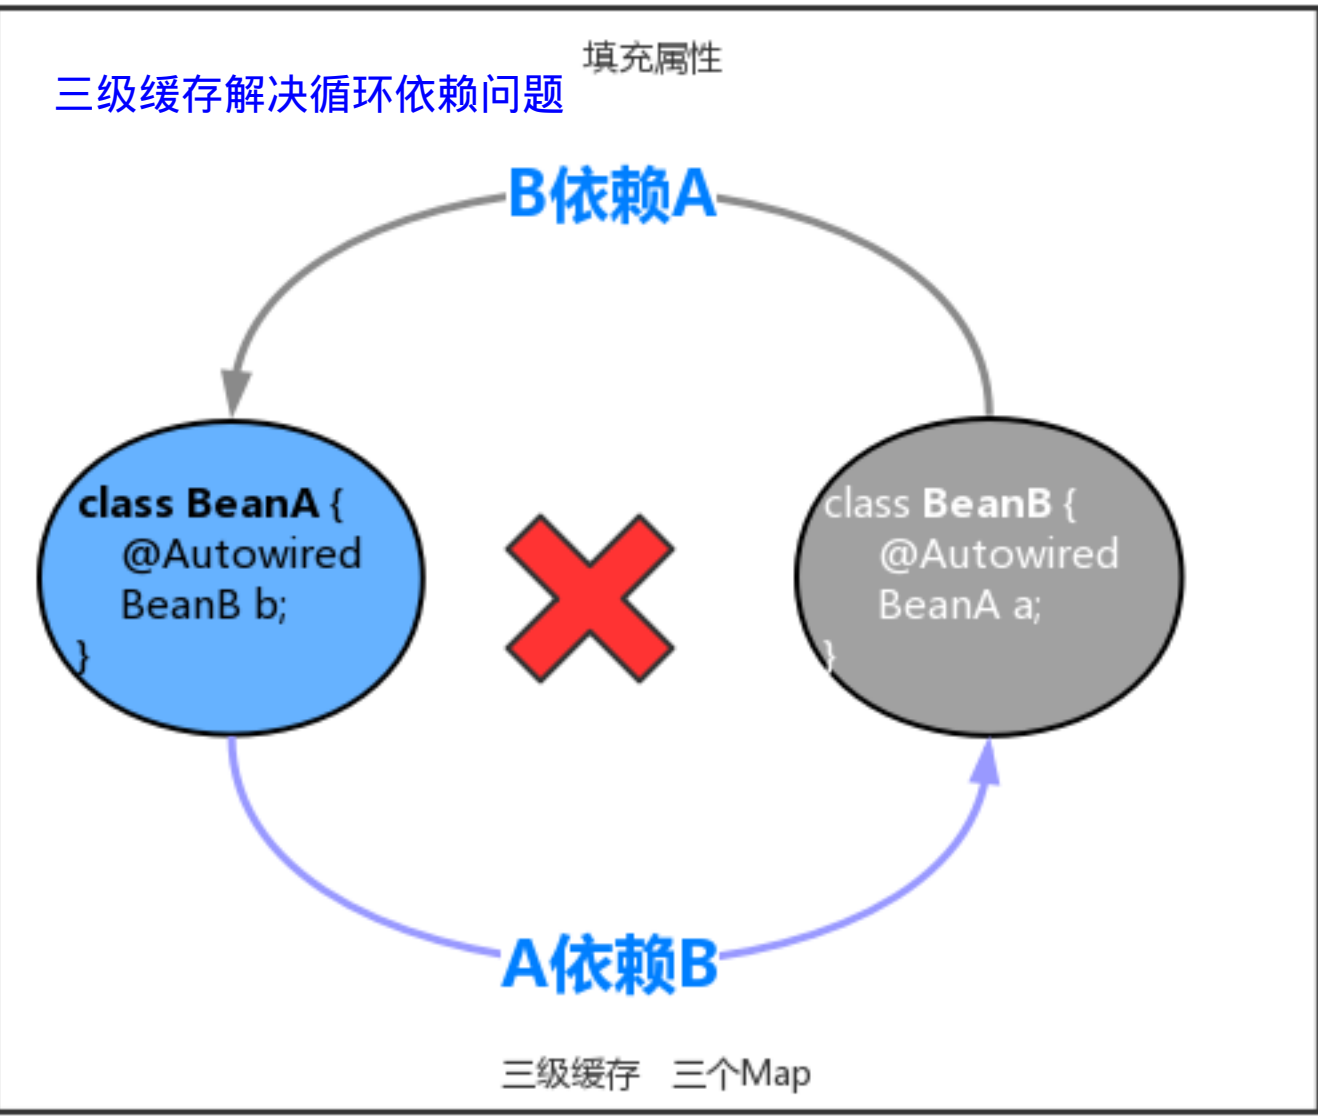 填充属性
三级缓存解决循环依赖问题
B依赖A
class BeanA {
@Autowired
BeanB b;
}
class BeanB {
@Autowired
BeanA a;
}
A依赖B
三级缓存 三个Map